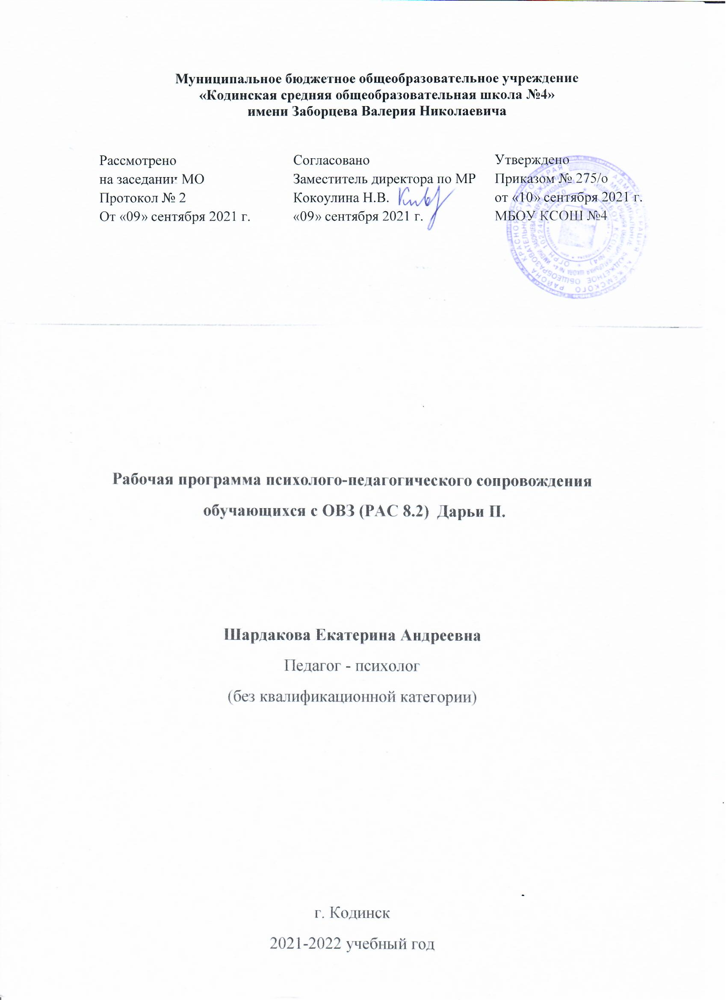 Муниципальное бюджетное общеобразовательное учреждение
«Кодинская средняя общеобразовательная школа №4»
имени Заборцева Валерия Николаевича
Рассмотрено
на заседании МО
Протокол № 2
От «09» сентября 2021 г.
Согласовано
Заместитель директора по МР
Кокоулина Н.В.
«09» сентября 2021 г.
Утверждено
Приказом № 275/о
от «10» сентября 2021 г.
МБОУ КСОШ №4
Рабочая программа психолого-педагогического сопровождения
обучающихся с ОВЗ (РАС 8.2) Дарьи П.
Шардакова Екатерина Андреевна
Педагог - психолог
(без квалификационной категории)
г. Кодинск
2021-2022 учебный год